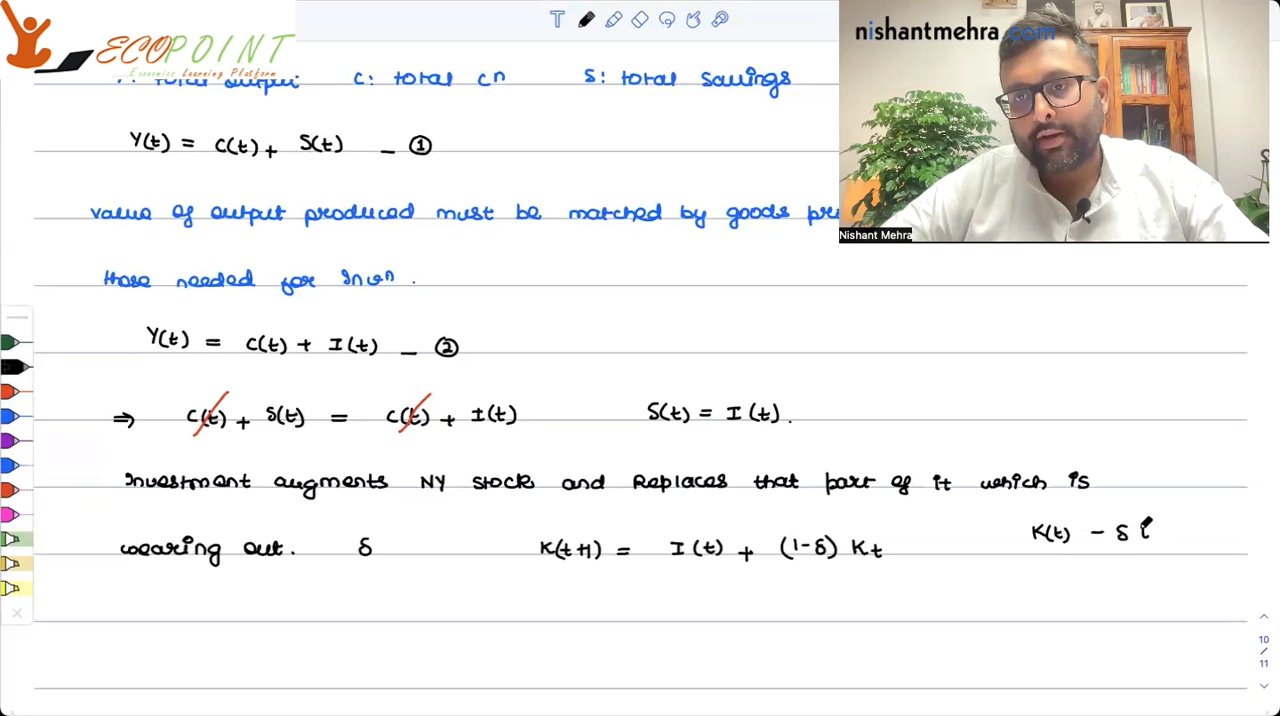 ECOPOINT
.....Economics Learning Platform
nishantmehra.com
Nishant Mehra
total output C: total cⁿ S: total savings
Y(t) = C(t) + S(t) — ①
value of output produced must be matched by goods
those needed for Invⁿ.
Y(t) = C(t) + I(t) — ②
⇒ C(t) + S(t) = C(t) + I(t) S(t) = I(t).
Investment augments NY stock and Replaces that part of it which is
wearing out. δ K(t+1) = I(t) + (1-δ) Kt K(t) - δ
10
/
11